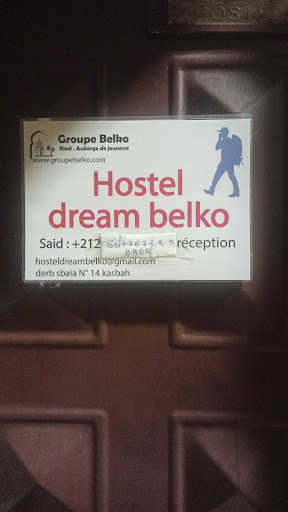 Groupe Belko
Riad . Auberge de jeunesse
www.groupebelko.com
Hostel
dream belko
Said : +212 réception
BADR
hosteldreambelko@gmail.com
derb sbaia N° 14 kasbah